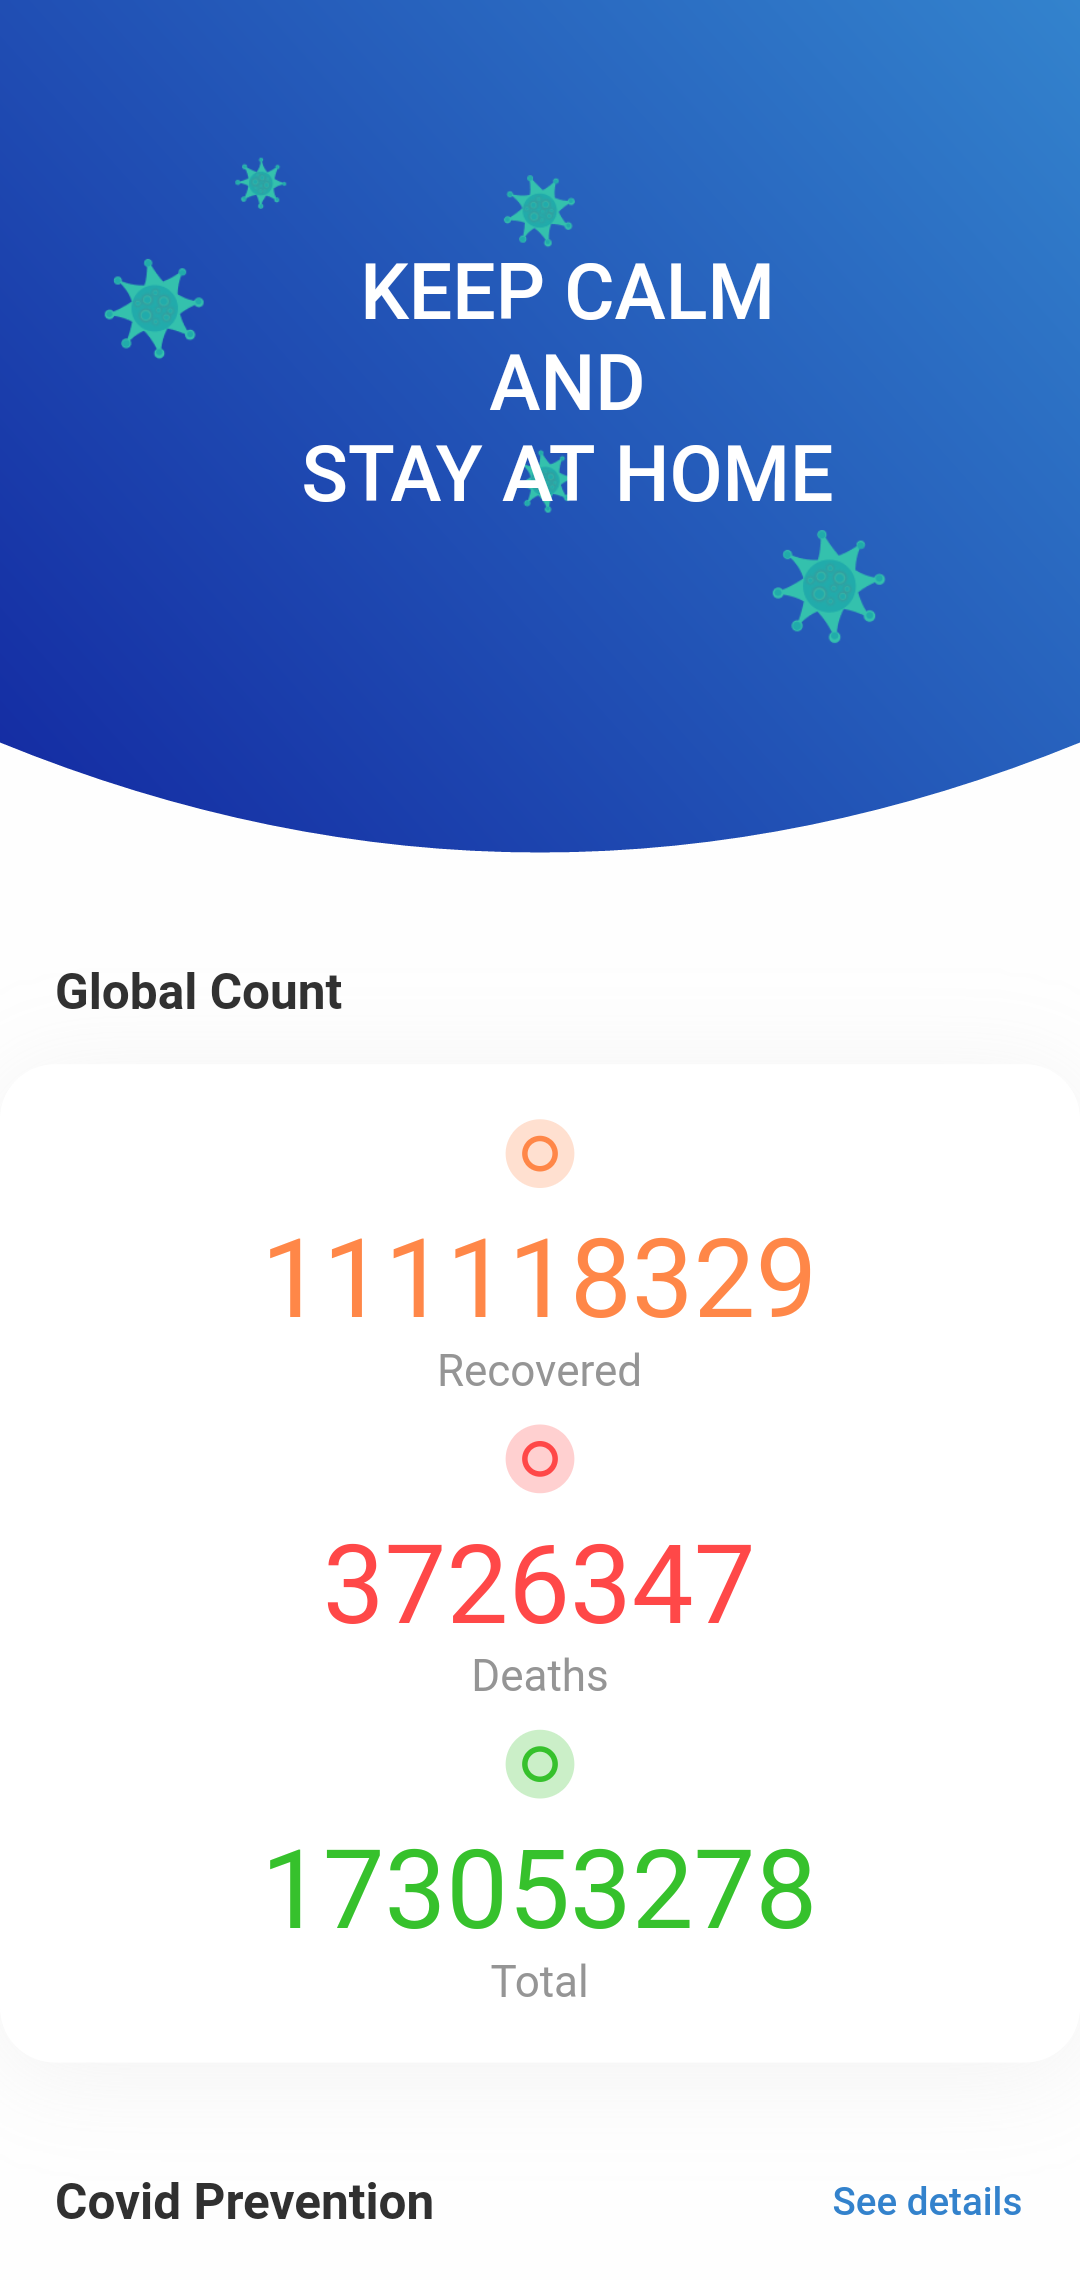 KEEP CALM
AND
STAY AT HOME
Global Count
111118329
Recovered
3726347
Deaths
173053278
Total
Covid Prevention
See details